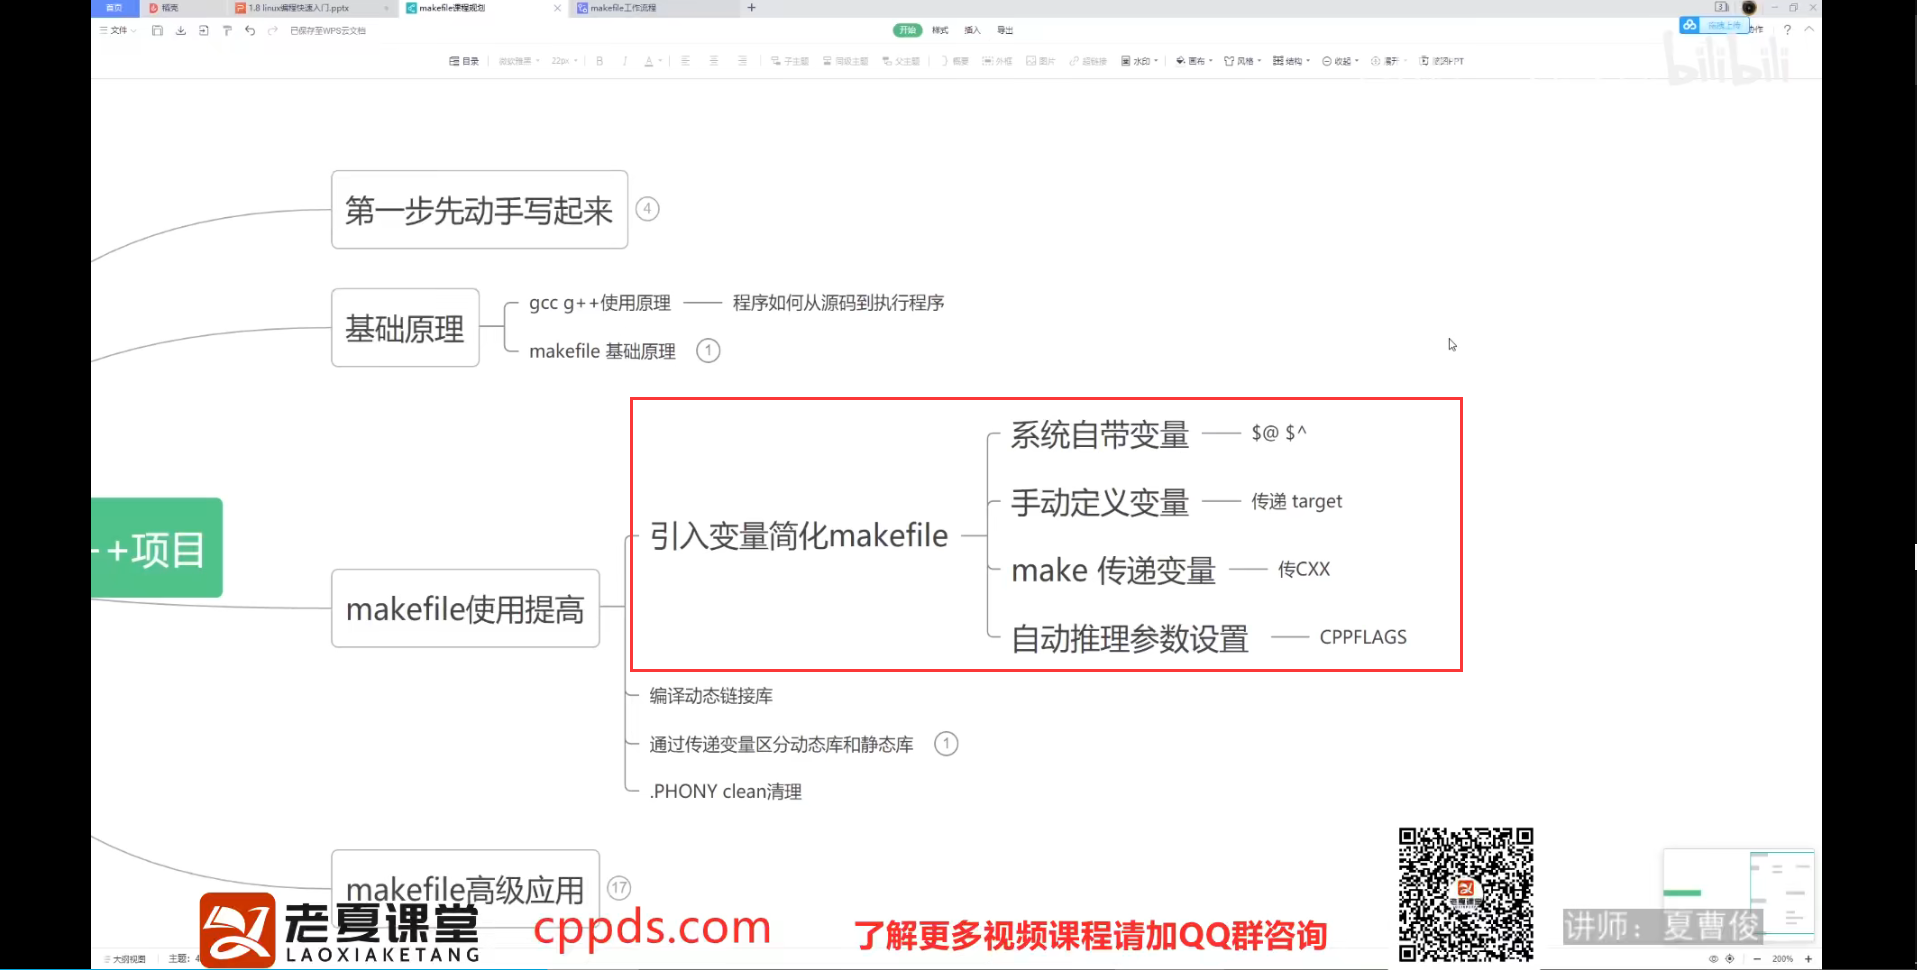 首页
稻壳
1.8 linux编程快速入门.pptx
makefile课程规划
makefile工作流程
文件
已保存至WPS云文档
开始
样式
插入
导出
拖拽上传
协作
目录
微软雅黑
22px
B
I
A
子主题
同级主题
父主题
概要
外框
图片
超链接
水印
画布
风格
结构
收起
展开
bilibili
第一步先动手写起来
4
基础原理
gcc g++使用原理
程序如何从源码到执行程序
makefile 基础原理
1
++项目
makefile使用提高
引入变量简化makefile
系统自带变量
$@ $^
手动定义变量
传递 target
make 传递变量
传CXX
自动推理参数设置
CPPFLAGS
编译动态链接库
通过传递变量区分动态库和静态库
1
.PHONY clean清理
makefile高级应用
17
老夏课堂
LAOXIAKETANG
cppds.com
了解更多视频课程请加QQ群咨询
讲师：夏曹俊
大纲视图
主题：4
200%